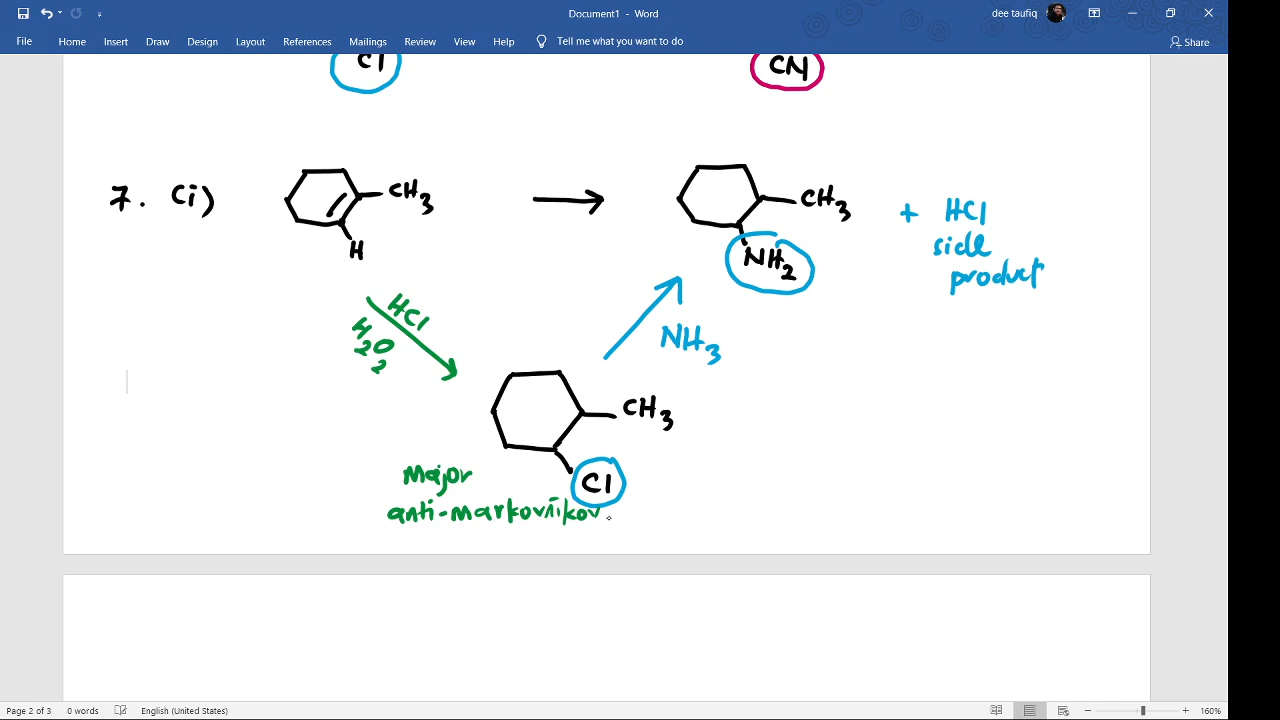 Document1 - Word
dee taufiq
File Home Insert Draw Design Layout References Mailings Review View Help Tell me what you want to do Share
Cl
CN
7. Ci)
CH3
H
CH3
NH2
+ HCl
side
product
HCl
H2O2
NH3
CH3
Cl
Major
anti-markovnikov
Page 2 of 3 0 words English (United States) 160%